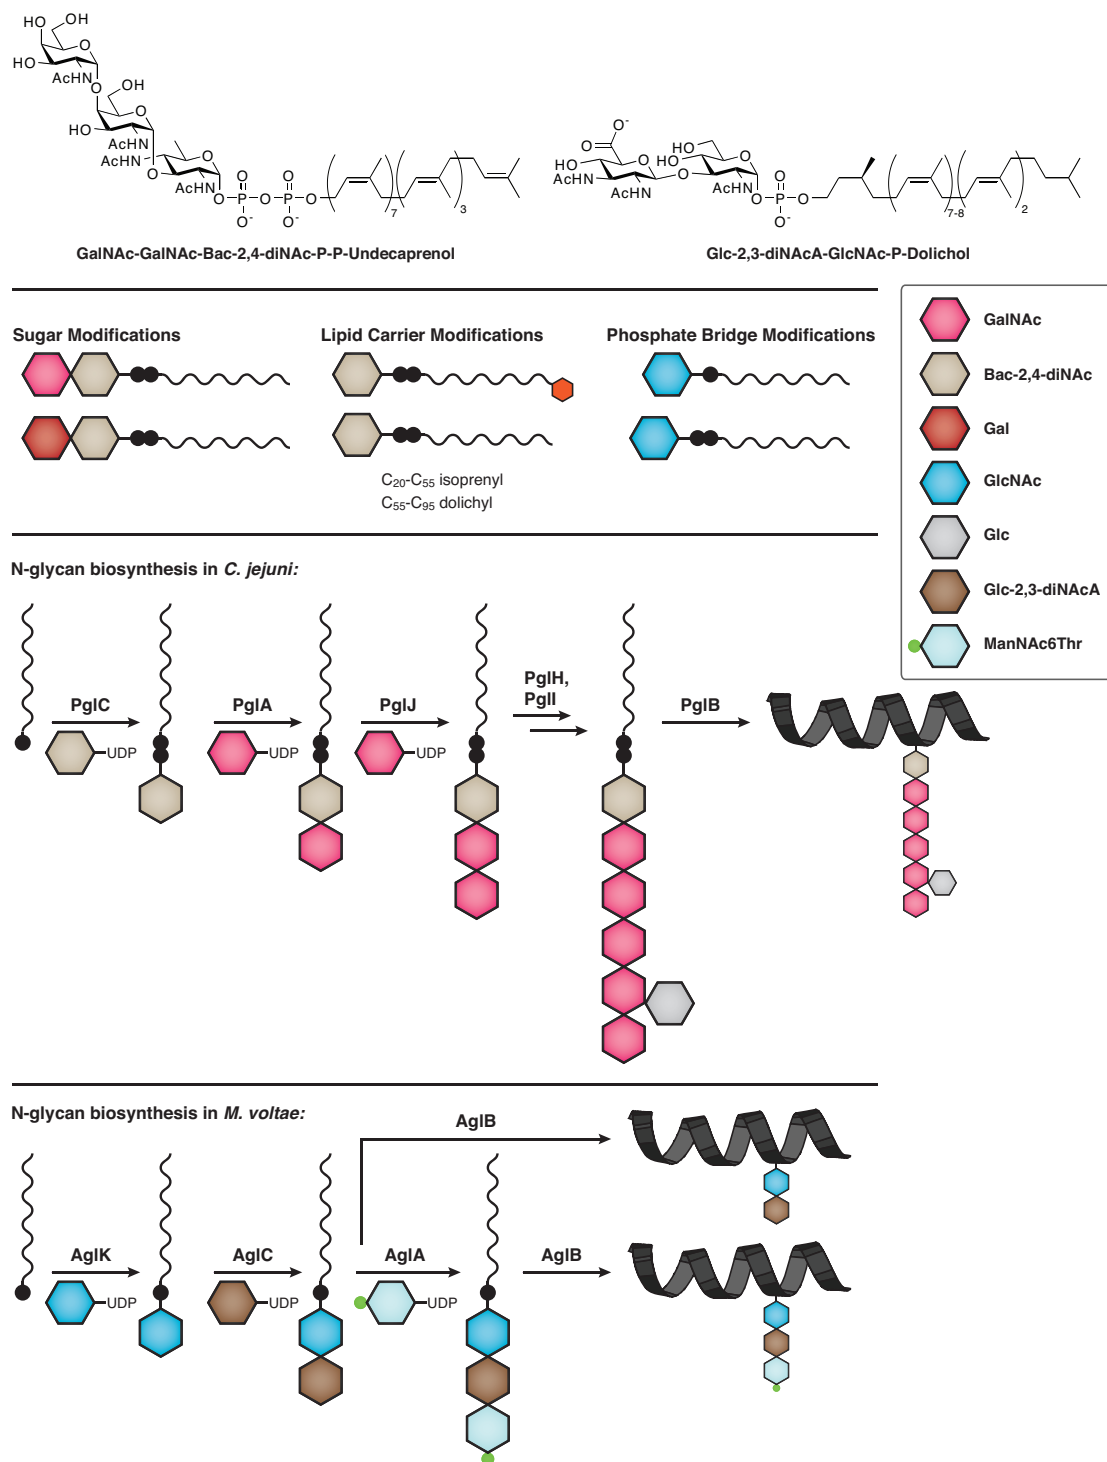 HO
OH
O
HO
AcHN
O
OH
O
HO
AcHN
AcHN
O
O
AcHN
O
O
P
O-
O
O
P
O-
O
7
3
GalNAc-GalNAc-Bac-2,4-diNAc-P-P-Undecaprenol
O-
O
O
HO
AcHN
AcHN
HO
HO
O
O
AcHN
O
O
P
O-
O
7-8
2
Glc-2,3-diNAcA-GlcNAc-P-Dolichol
Sugar Modifications
Lipid Carrier Modifications
C20-C55 isoprenyl
C55-C95 dolichyl
Phosphate Bridge Modifications
GalNAc
Bac-2,4-diNAc
Gal
GlcNAc
Glc
Glc-2,3-diNAcA
ManNAc6Thr
N-glycan biosynthesis in C. jejuni:
PglC
UDP
PglA
UDP
PglJ
UDP
PglH,
PglI
PglB
N-glycan biosynthesis in M. voltae:
AglB
AglK
UDP
AglC
UDP
AglA
UDP
AglB